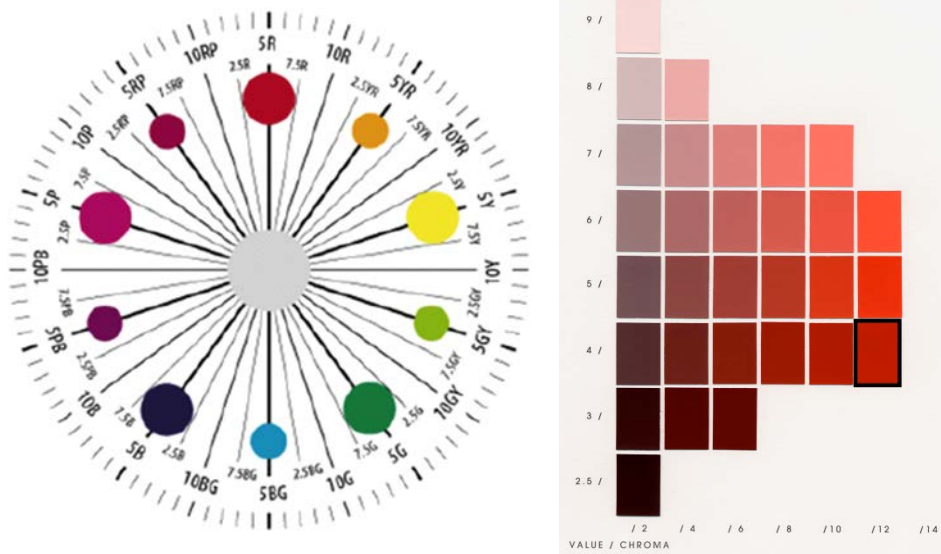 5R
7.5R
10R
2.5YR
5YR
7.5YR
10YR
2.5Y
5Y
7.5Y
10Y
2.5GY
5GY
7.5GY
10GY
2.5G
5G
7.5G
10G
2.5BG
5BG
7.5BG
10BG
2.5B
5B
7.5B
10B
2.5PB
5PB
7.5PB
10PB
2.5P
5P
7.5P
10P
2.5RP
5RP
7.5RP
10RP
2.5R
9 /
8 /
7 /
6 /
5 /
4 /
3 /
2.5 /
/ 2 / 4 / 6 / 8 /10 /12 /14
VALUE / CHROMA